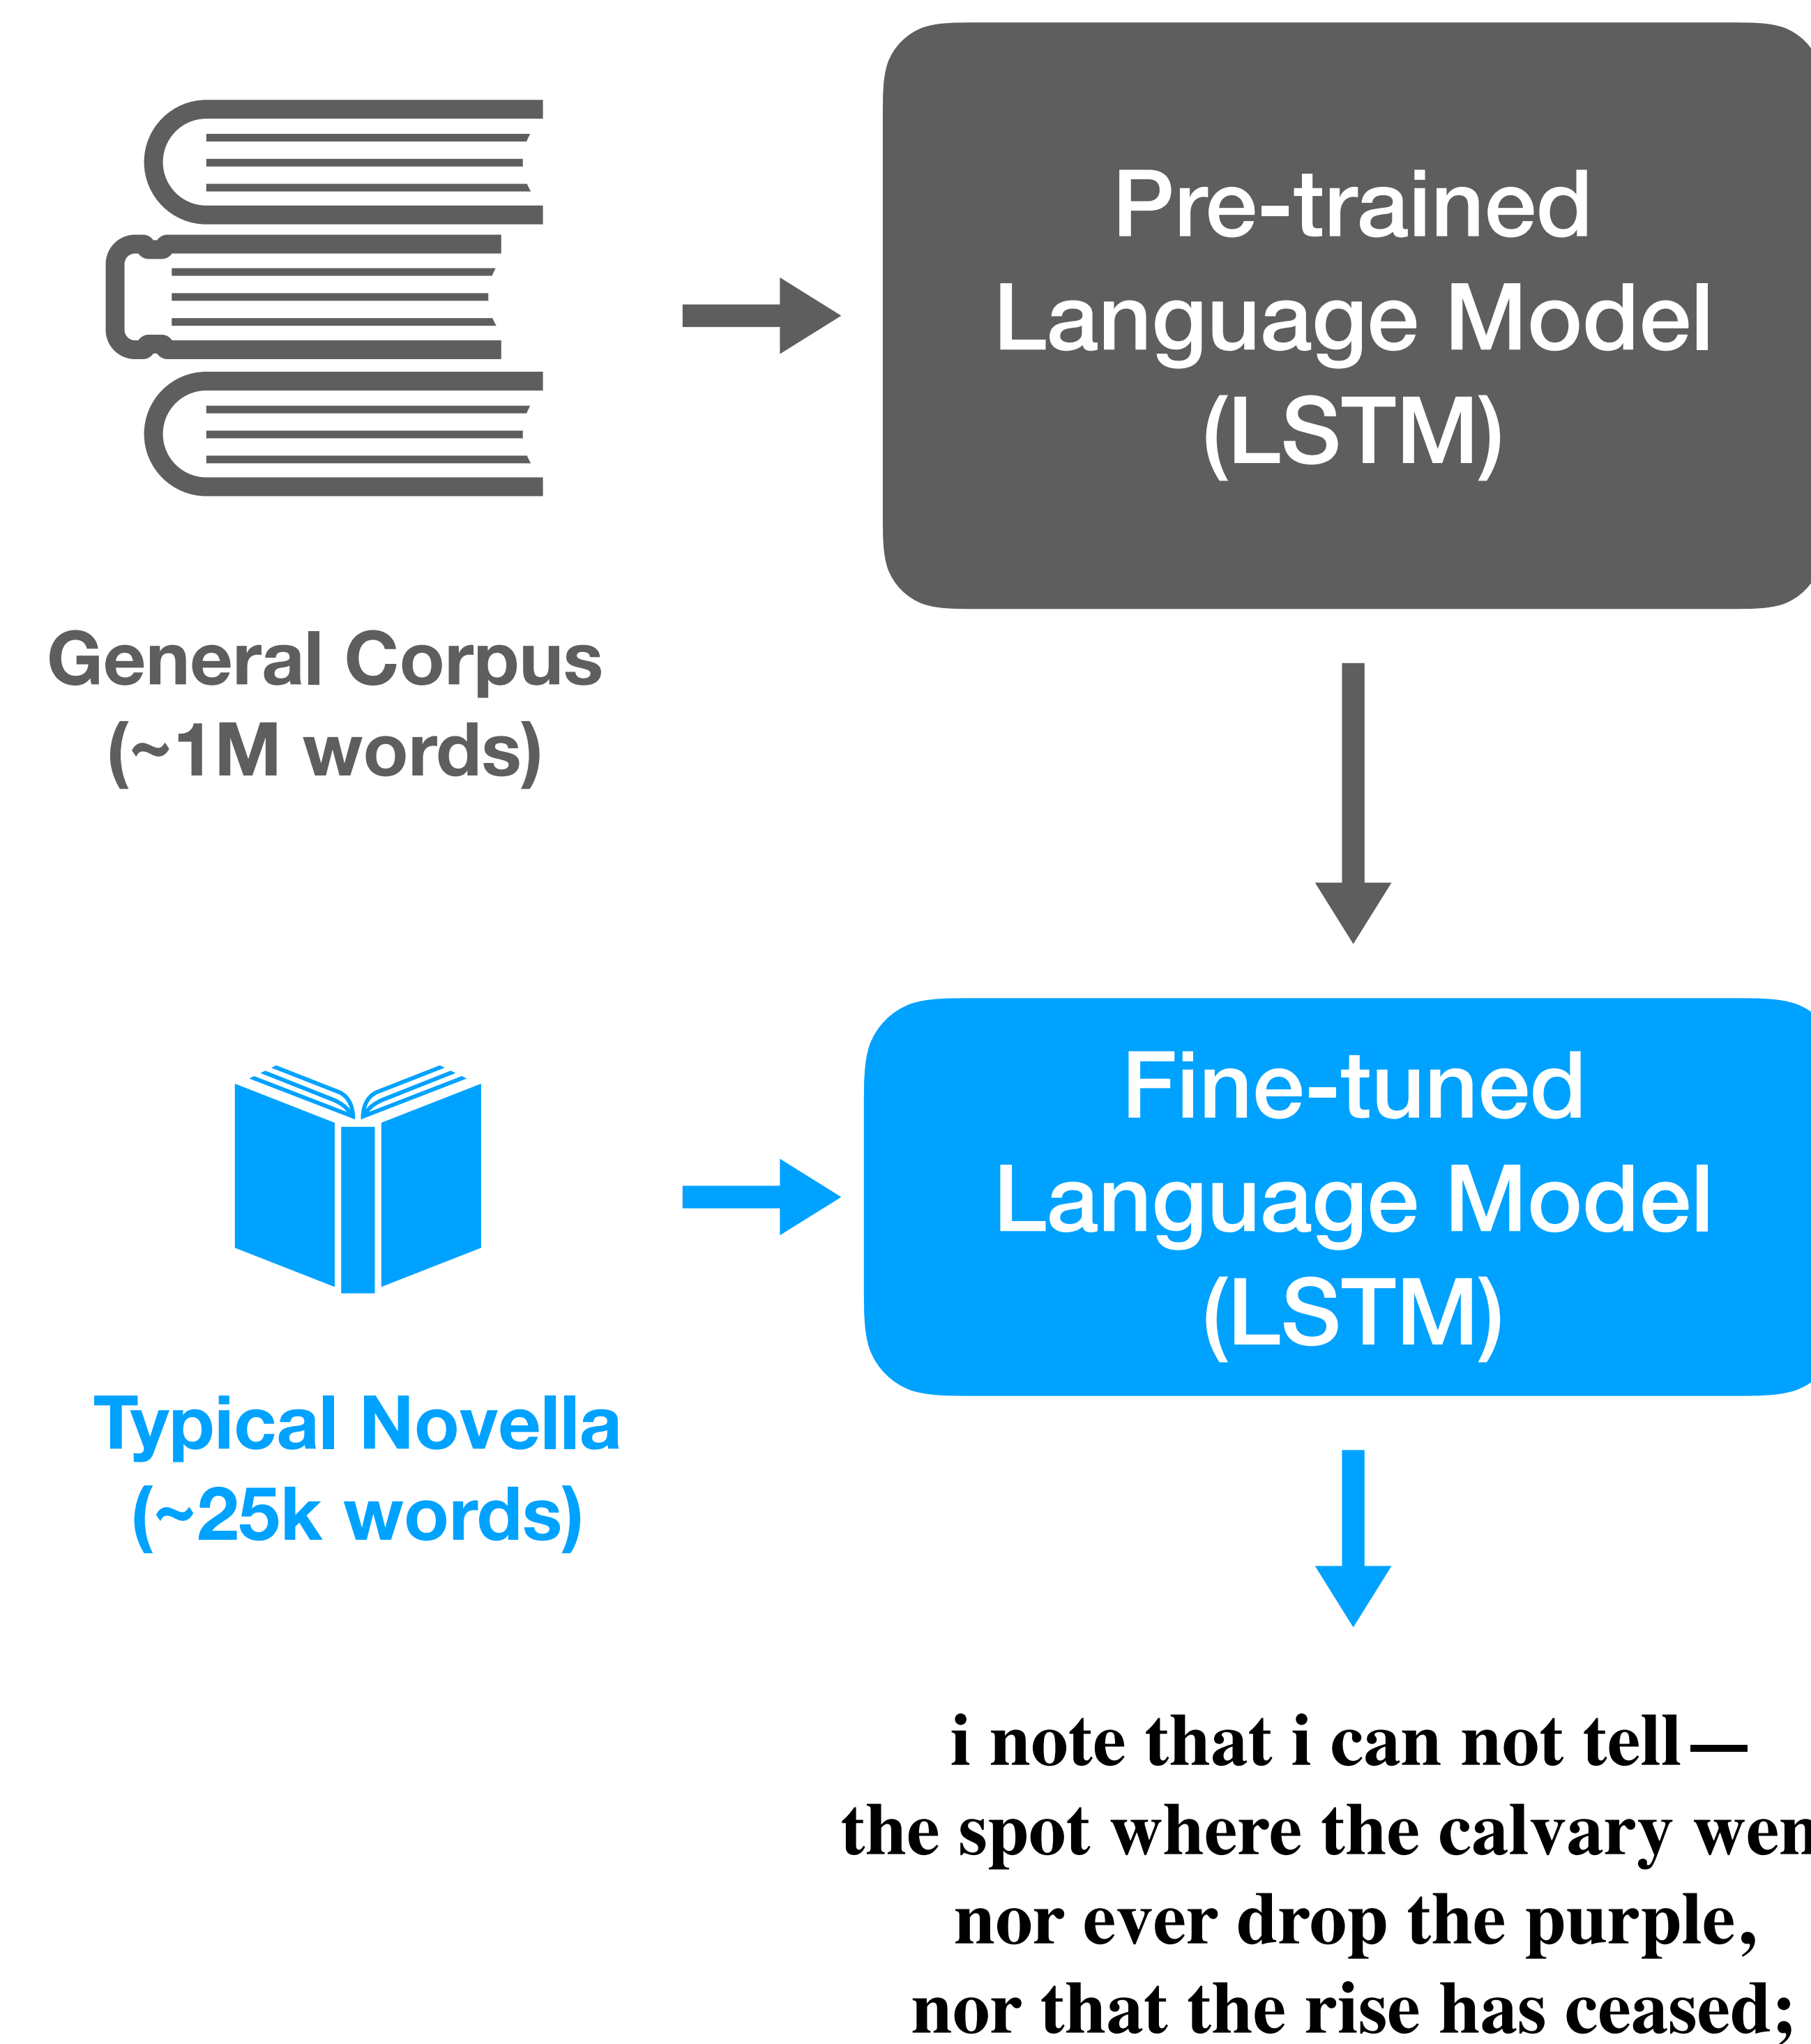 Pre-trained
Language Model
(LSTM)
General Corpus
(~1M words)
Fine-tuned
Language Model
(LSTM)
Typical Novella
(~25k words)
i note that i can not tell—
the spot where the calvary
nor ever drop the purple,
nor that the rise has ceased;